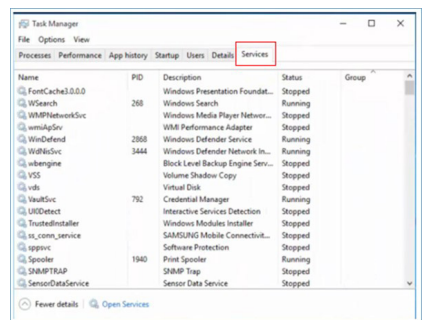 Task Manager
File Options View
Processes Performance App history Startup Users Details Services
Name PID Description Status Group
FontCache3.0.0.0 Windows Presentation Foundat... Stopped
WSearch 268 Windows Search Running
WMPNetworkSvc Windows Media Player Networ... Stopped
wmiApSrv WMI Performance Adapter Stopped
WinDefend 2868 Windows Defender Service Running
WdNisSvc 3444 Windows Defender Network In... Running
wbengine Block Level Backup Engine Serv... Stopped
VSS Volume Shadow Copy Stopped
vds Virtual Disk Stopped
VaultSvc 792 Credential Manager Running
UI0Detect Interactive Services Detection Stopped
TrustedInstaller Windows Modules Installer Stopped
ss_conn_service SAMSUNG Mobile Connectivit... Stopped
sppsvc Software Protection Stopped
Spooler 1940 Print Spooler Running
SNMPTRAP SNMP Trap Stopped
SensorDataService Sensor Data Service Stopped
Fewer details Open Services